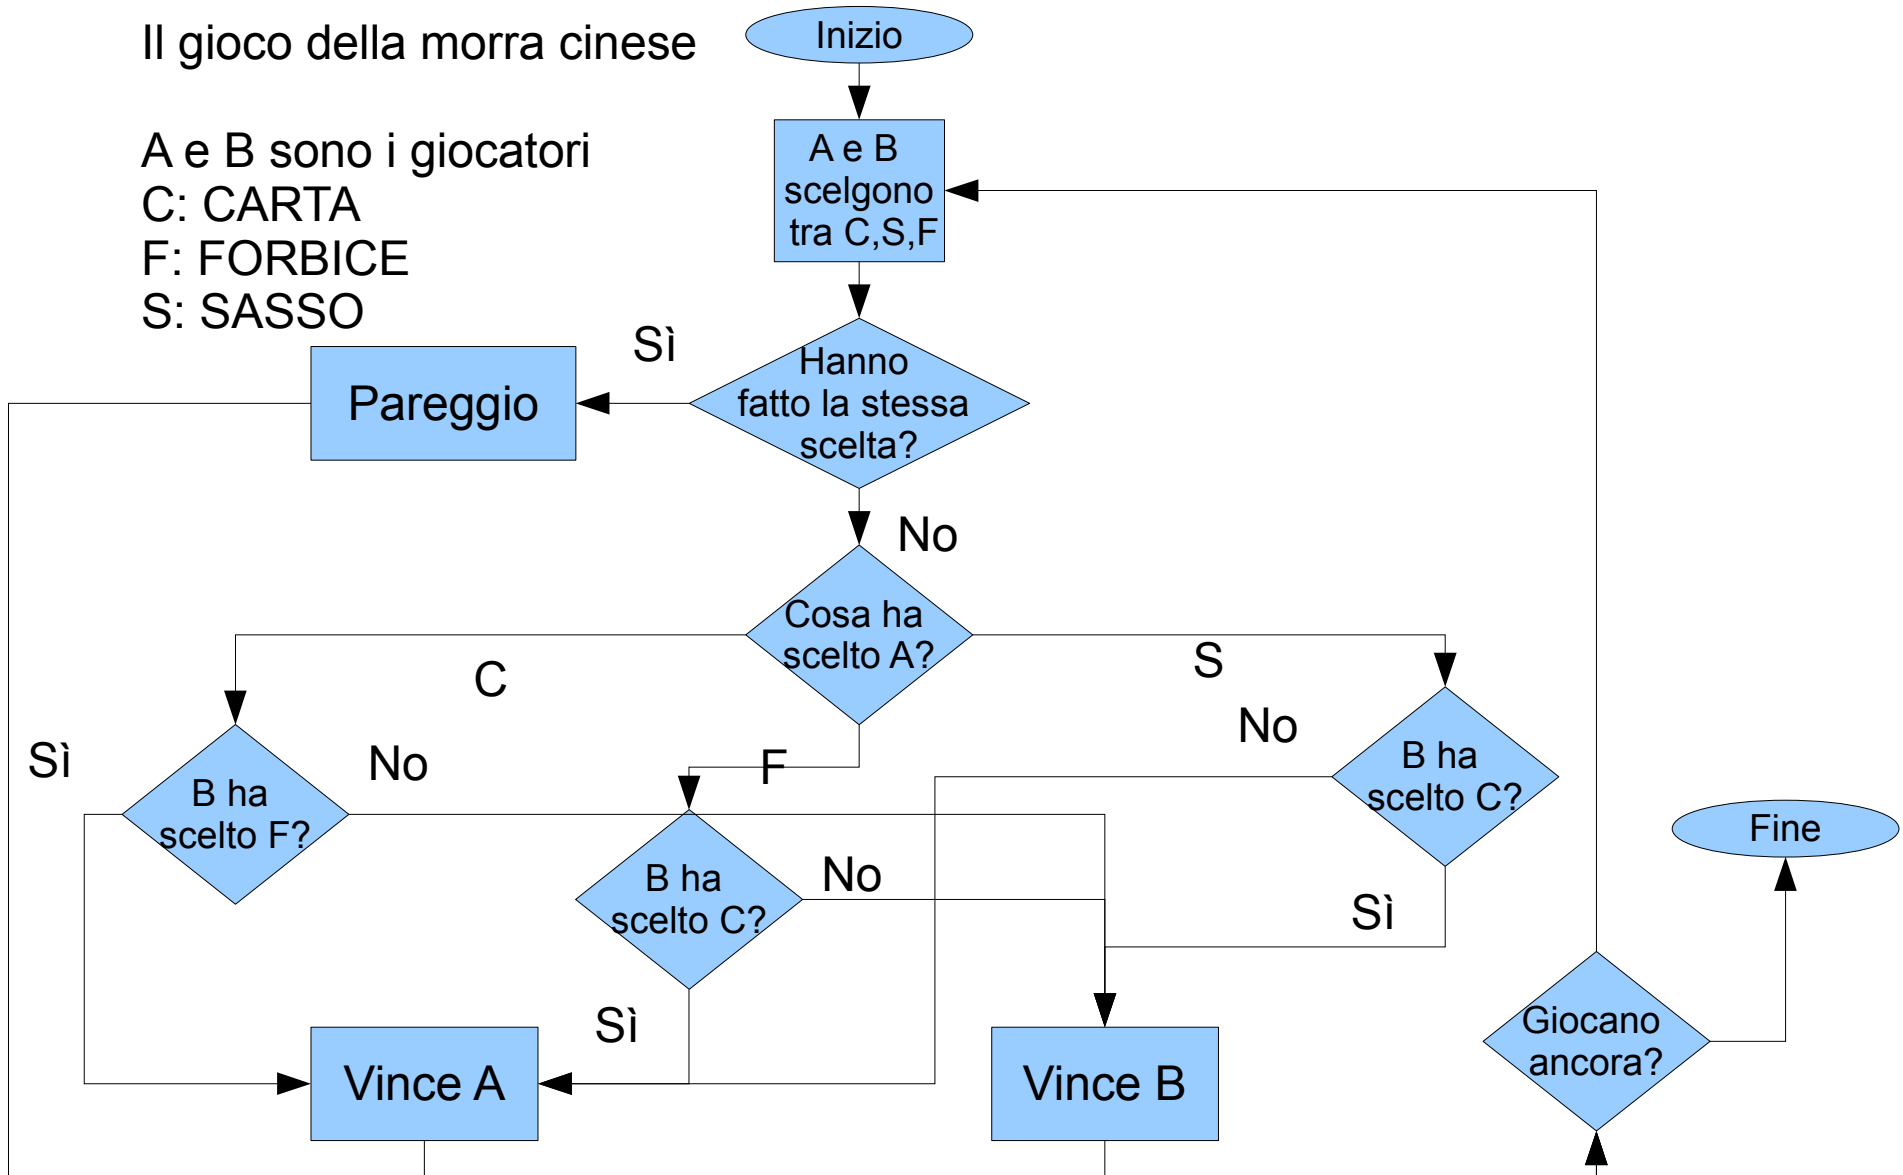 Il gioco della morra cinese
A e B sono i giocatori
C: CARTA
F: FORBICE
S: SASSO
Inizio
A e B
scelgono
tra C,S,F
Hanno
fatto la stessa
scelta?
Sì
Pareggio
No
Cosa ha
scelto A?
C
F
S
B ha
scelto F?
Sì
No
B ha
scelto C?
No
Sì
B ha
scelto C?
No
Sì
Vince A
Vince B
Giocano
ancora?
Fine